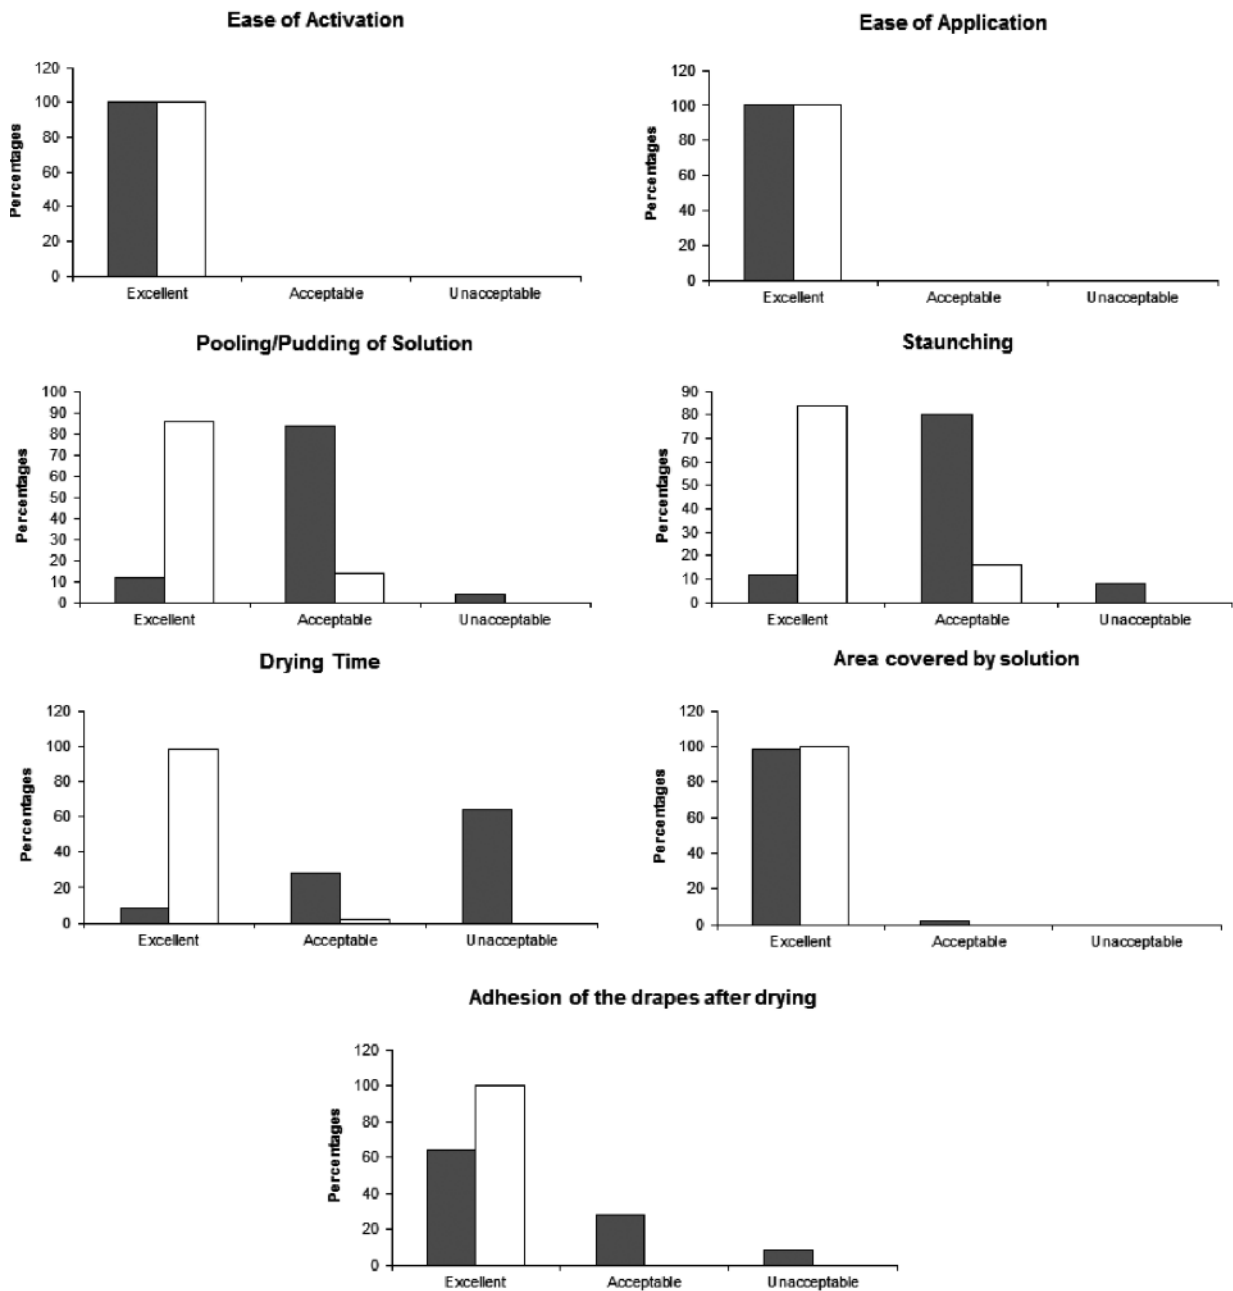 Ease of Activation
Percentages
120
100
80
60
40
20
0
Excellent Acceptable Unacceptable
Ease of Application
Percentages
120
100
80
60
40
20
0
Excellent Acceptable Unacceptable
Pooling/Pudding of Solution
Percentages
100
90
80
70
60
50
40
30
20
10
0
Excellent Acceptable Unacceptable
Staunching
Percentages
90
80
70
60
50
40
30
20
10
0
Excellent Acceptable Unacceptable
Drying Time
Percentages
120
100
80
60
40
20
0
Excellent Acceptable Unacceptable
Area covered by solution
Percentages
120
100
80
60
40
20
0
Excellent Acceptable Unacceptable
Adhesion of the drapes after drying
Percentages
120
100
80
60
40
20
0
Excellent Acceptable Unacceptable